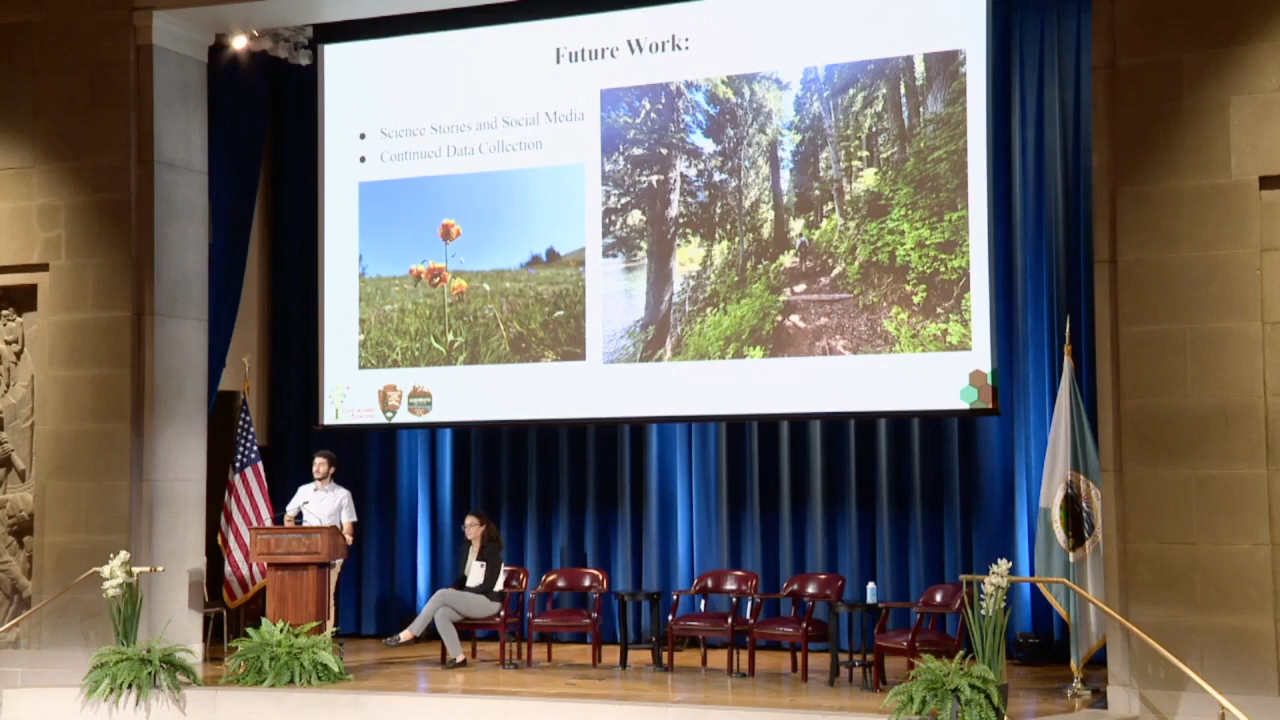 Future Work:
Science Stories and Social Media
Continued Data Collection